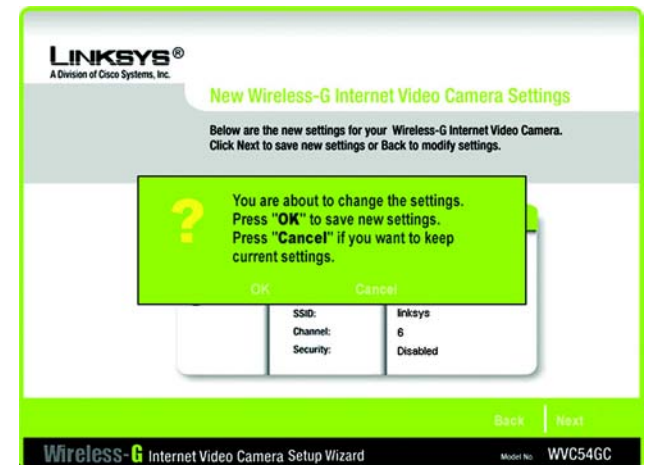 LINKSYS®
A Division of Cisco Systems, Inc.
New Wireless-G Internet Video Camera Settings
Below are the new settings for your Wireless-G Internet Video Camera.
Click Next to save new settings or Back to modify settings.
?
You are about to change the settings.
Press "OK" to save new settings.
Press "Cancel" if you want to keep
current settings.
OK Cancel
SSID: linksys
Channel: 6
Security: Disabled
Back Next
Wireless-G Internet Video Camera Setup Wizard Model No. WVC54GC